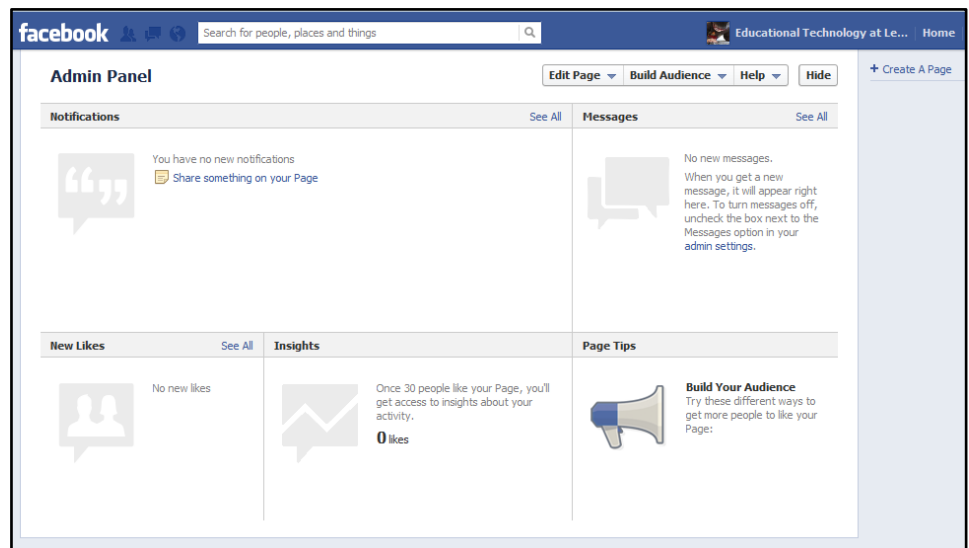 facebook
Search for people, places and things
Educational Technology at Le... Home
Admin Panel
Edit Page Build Audience Help Hide
+ Create A Page
Notifications See All
You have no new notifications
Share something on your Page
Messages See All
No new messages.
When you get a new
message, it will appear right
here. To turn messages off,
uncheck the box next to the
Messages option in your
admin settings.
New Likes See All
No new likes
Insights
Once 30 people like your Page, you'll
get access to insights about your
activity.
0 likes
Page Tips
Build Your Audience
Try these different ways to
get more people to like your
Page: